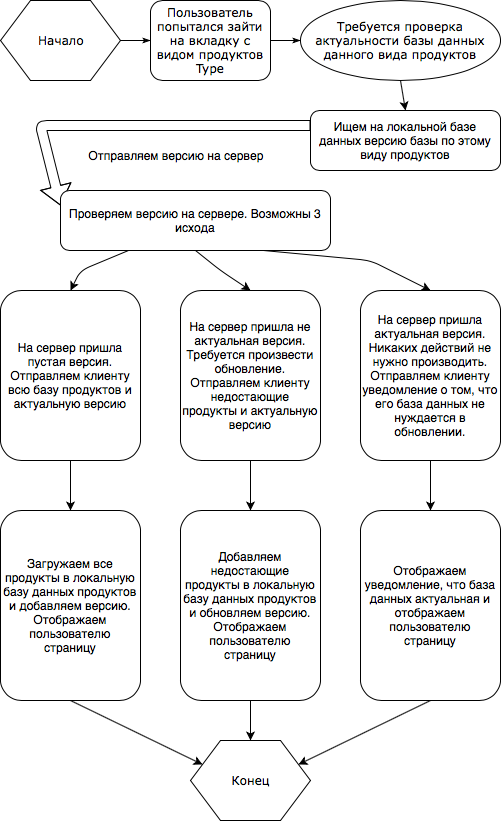 Начало
Пользователь
попытался зайти
на вкладку с
видом продуктов
Type
Требуется проверка
актуальности базы данных
данного вида продуктов
Ищем на локальной базе
данных версию базы по этому
виду продуктов
Отправляем версию на сервер
Проверяем версию на сервере. Возможны 3
исхода
На сервер пришла
пустая версия.
Отправляем клиенту
всю базу продуктов и
актуальную версию
На сервер пришла не
актуальная версия.
Требуется произвести
обновление.
Отправляем клиенту
недостающие
продукты и актуальную
версию
На сервер пришла
актуальная версия.
Никаких действий не
нужно производить.
Отправляем клиенту
уведомление о том, что
его база данных не
нуждается в
обновлении.
Загружаем все
продукты в локальную
базу данных продуктов
и добавляем версию.
Отображаем
пользователю
страницу
Добавляем
недостающие
продукты в локальную
базу данных продуктов
и обновляем версию.
Отображаем
пользователю
страницу
Отображаем
уведомление, что база
данных актуальная и
отображаем
пользователю страницу
Конец